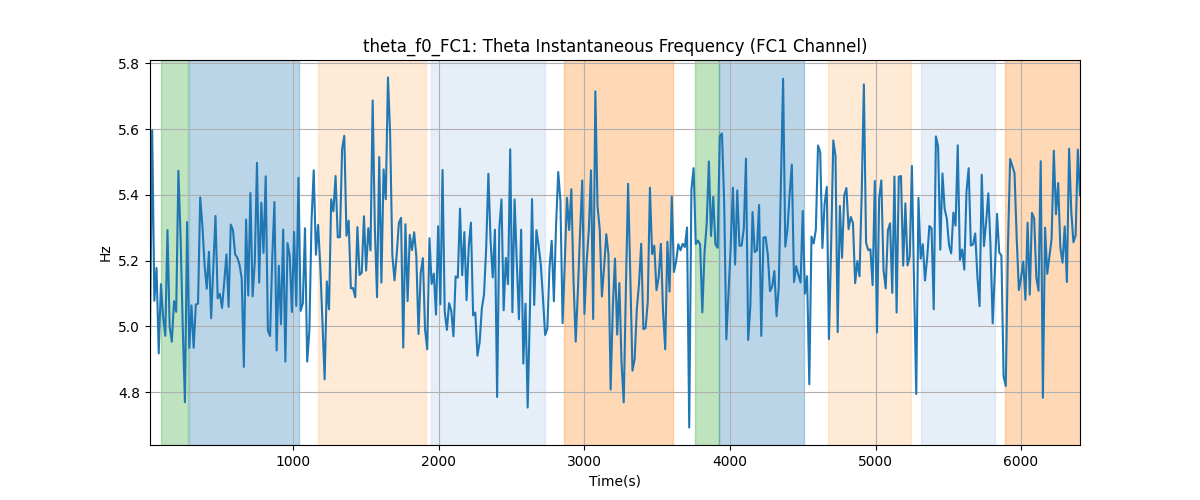 theta_f0_FC1: Theta Instantaneous Frequency (FC1 Channel)
5.8
5.6
5.4
5.2
5.0
4.8
Hz
1000 2000 3000 4000 5000 6000
Time(s)